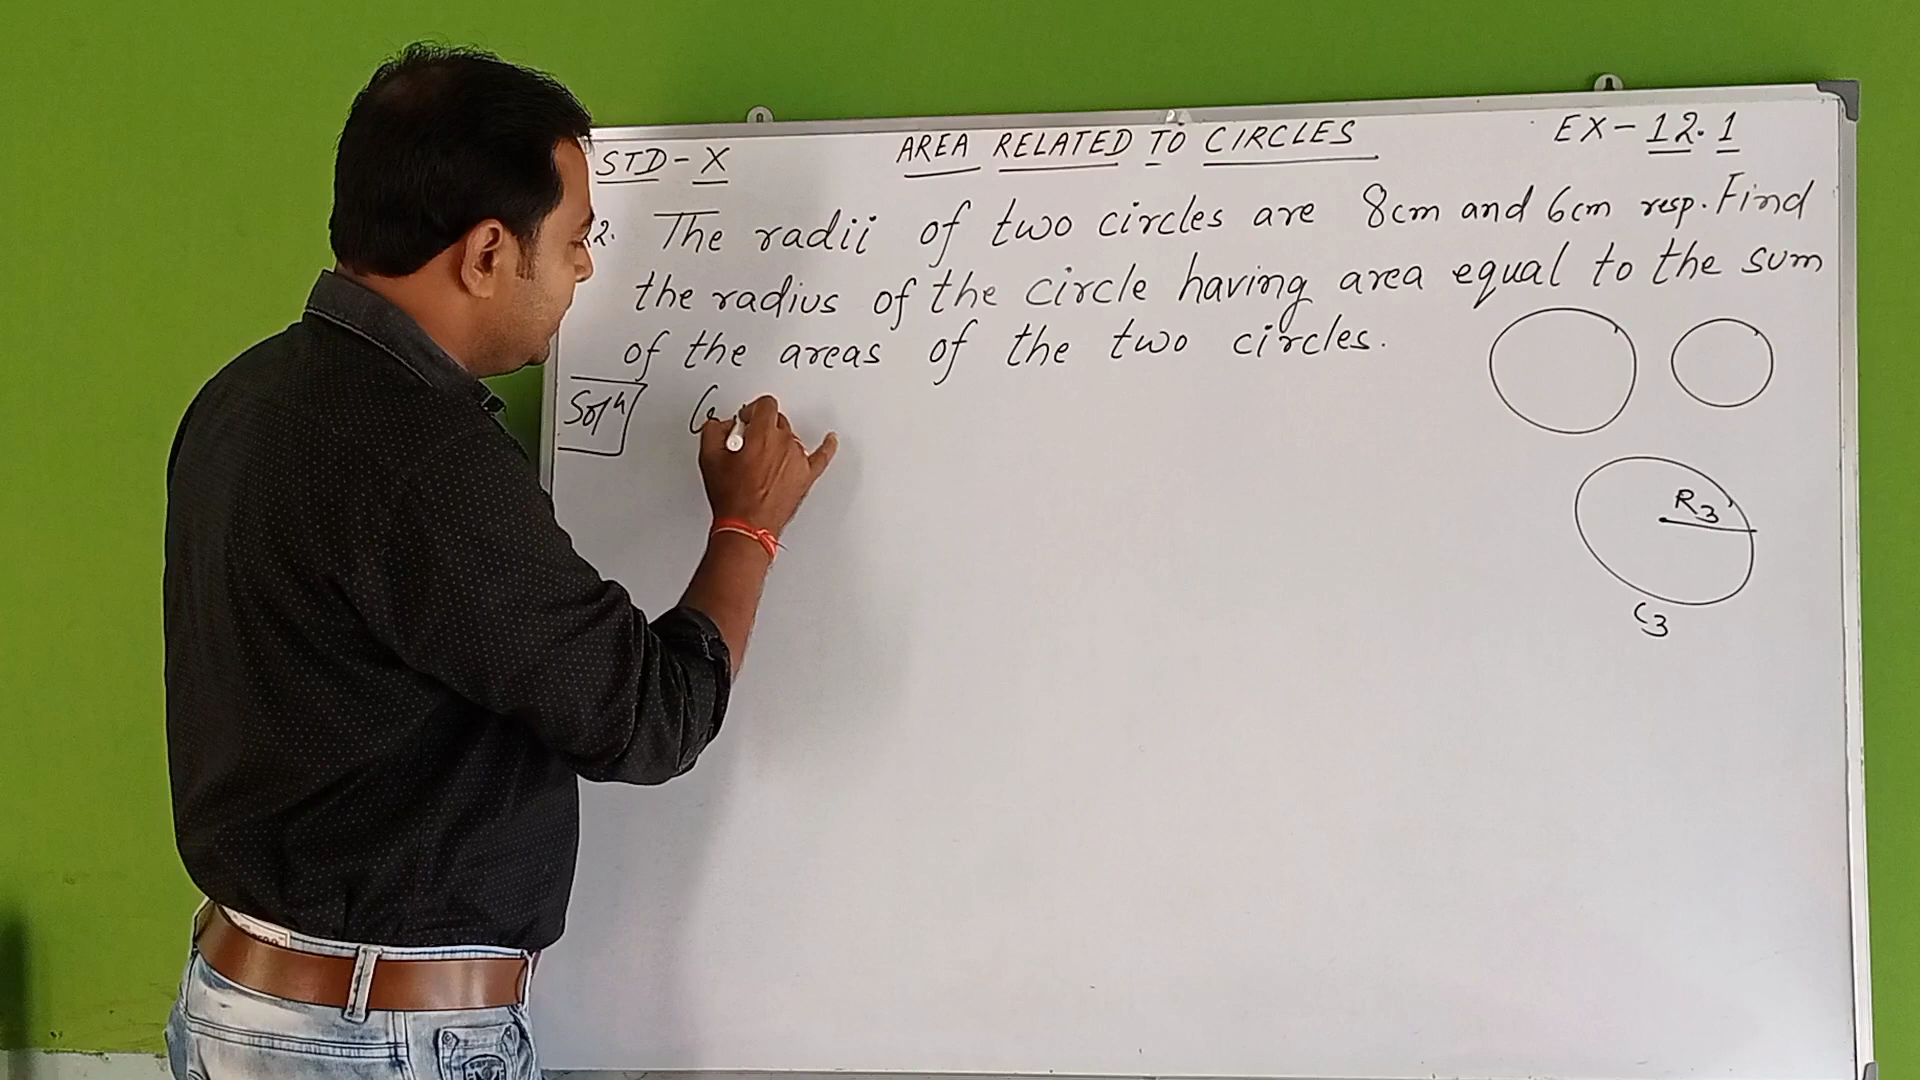 STD - X AREA RELATED TO CIRCLES EX - 12.1
2. The radii of two circles are 8cm and 6cm resp. Find
the radius of the circle having area equal to the sum
of the areas of the two circles.
Solⁿ G
R3
C3